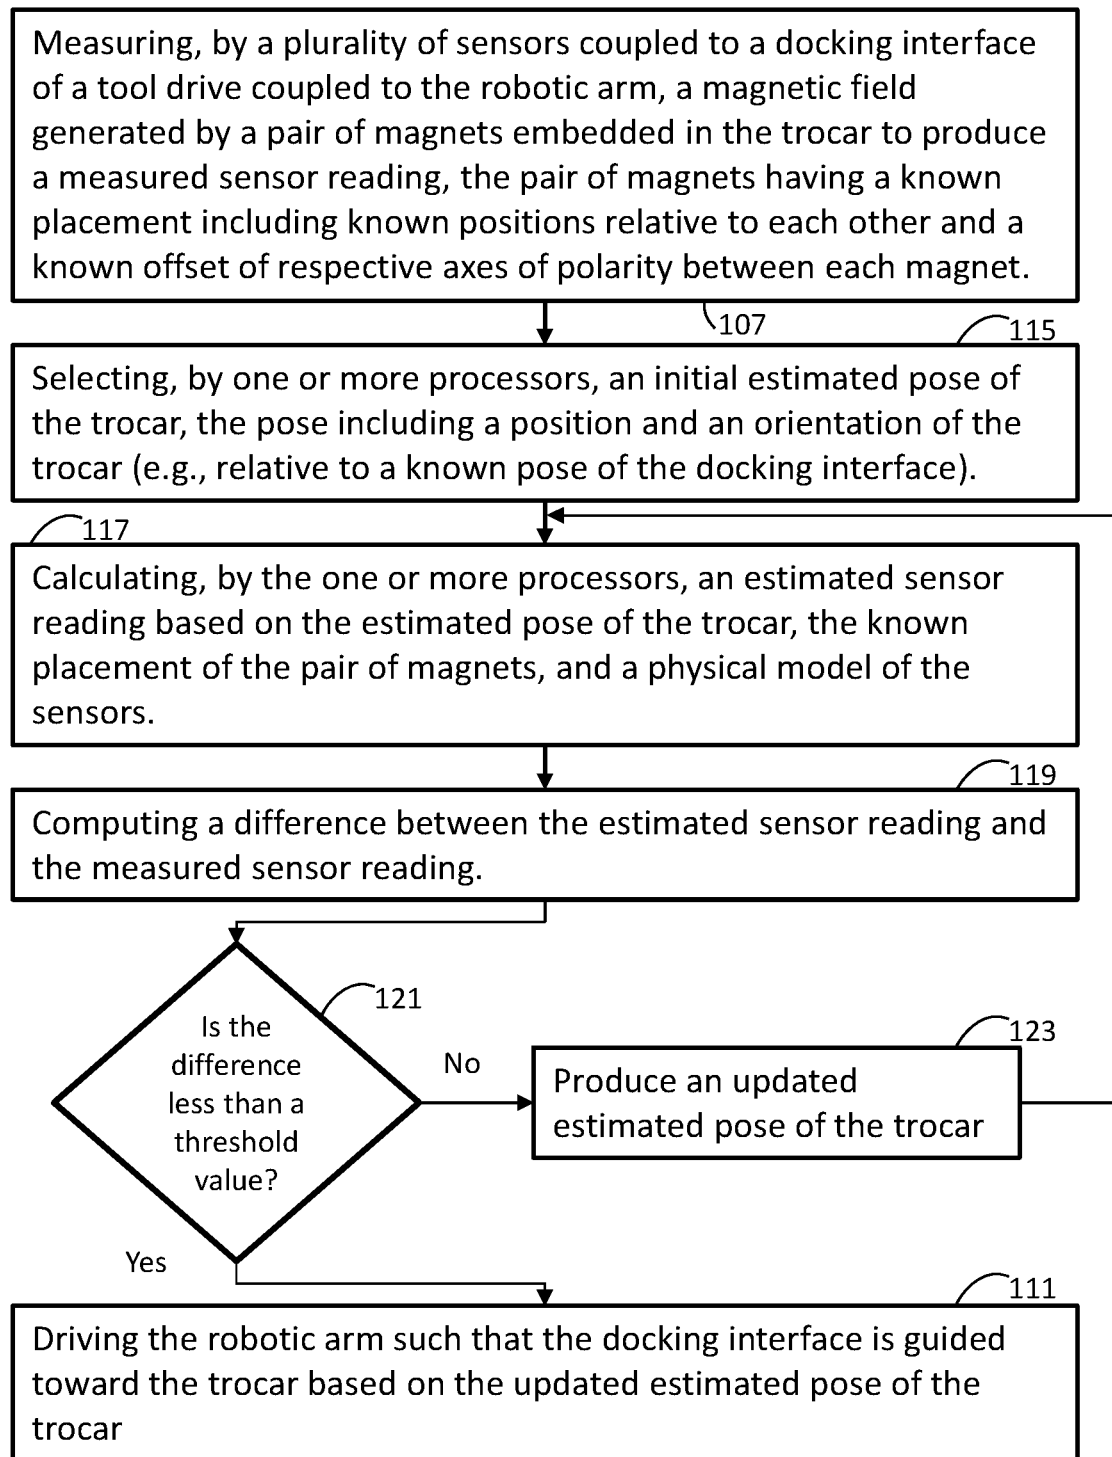 Measuring, by a plurality of sensors coupled to a docking interface
of a tool drive coupled to the robotic arm, a magnetic field
generated by a pair of magnets embedded in the trocar to produce
a measured sensor reading, the pair of magnets having a known
placement including known positions relative to each other and a
known offset of respective axes of polarity between each magnet.
107
115
Selecting, by one or more processors, an initial estimated pose of
the trocar, the pose including a position and an orientation of the
trocar (e.g., relative to a known pose of the docking interface).
117
Calculating, by the one or more processors, an estimated sensor
reading based on the estimated pose of the trocar, the known
placement of the pair of magnets, and a physical model of the
sensors.
119
Computing a difference between the estimated sensor reading and
the measured sensor reading.
121
Is the
difference
less than a
threshold
value?
No
123
Produce an updated
estimated pose of the trocar
Yes
111
Driving the robotic arm such that the docking interface is guided
toward the trocar based on the updated estimated pose of the
trocar